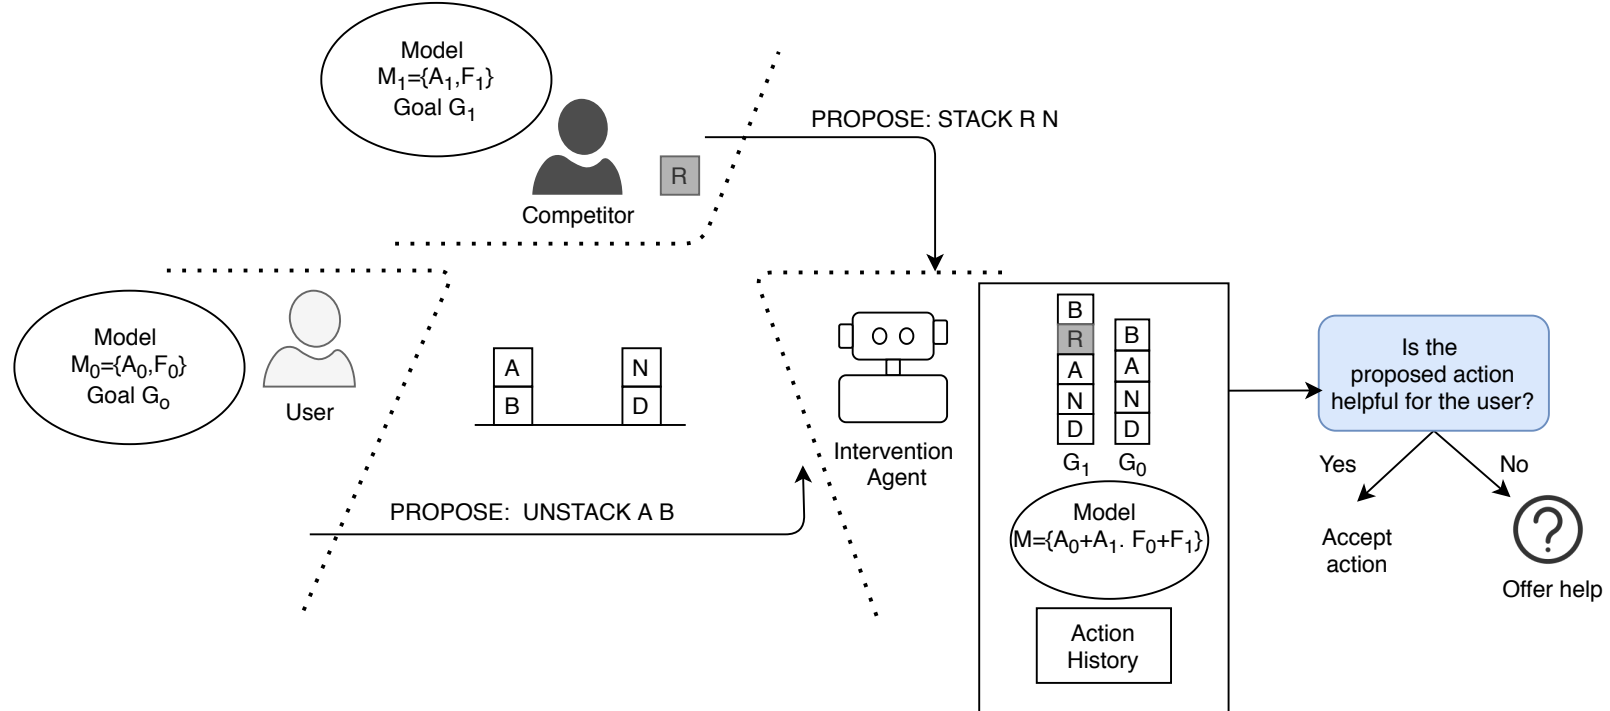 Model
M₁={A₁,F₁}
Goal G₁
R
Competitor
PROPOSE: STACK R N
Model
M₀={A₀,F₀}
Goal Gₒ
User
A
B
N
D
PROPOSE: UNSTACK A B
Intervention
Agent
B
R
A
N
D
G₁
B
A
N
D
G₀
Model
M={A₀+A₁. F₀+F₁}
Action
History
Is the
proposed action
helpful for the user?
Yes
No
Accept
action
?
Offer help